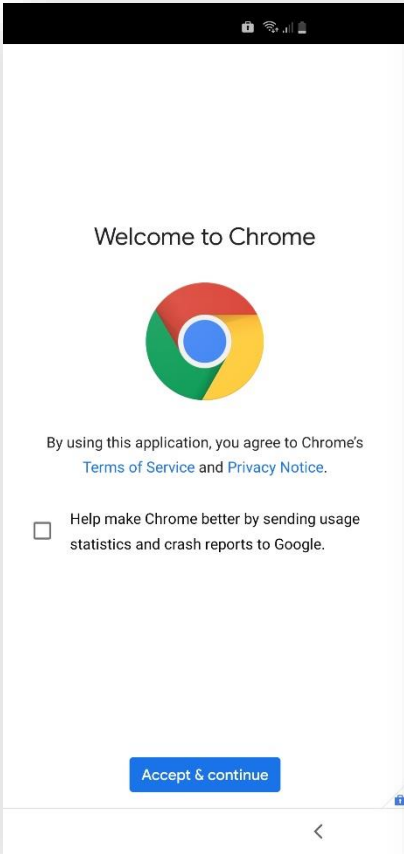 Welcome to Chrome
By using this application, you agree to Chrome's
Terms of Service and Privacy Notice.
Help make Chrome better by sending usage
statistics and crash reports to Google.
Accept & continue